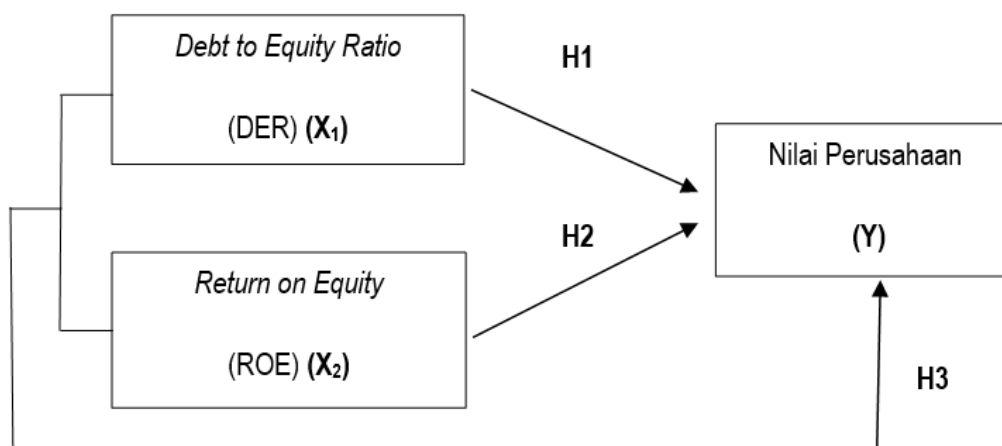 Debt to Equity Ratio
(DER) (X₁)
H1
Nilai Perusahaan
(Y)
H2
Return on Equity
(ROE) (X₂)
H3